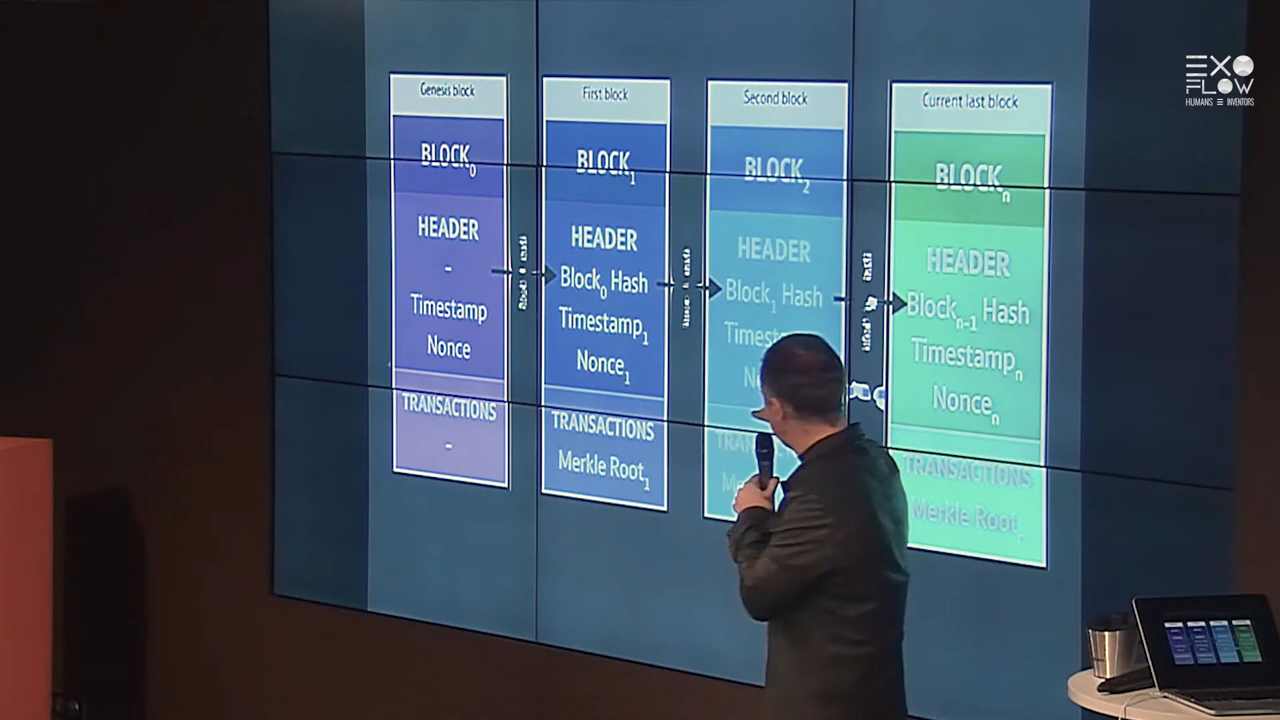 Genesis block
BLOCK0
HEADER
-
Timestamp
Nonce
TRANSACTIONS
-
First block
BLOCK1
HEADER
Block0 Hash
Timestamp1
Nonce1
TRANSACTIONS
Merkle Root1
Second block
BLOCK2
HEADER
Block1 Hash
Current last block
BLOCKn
HEADER
Blockn-1 Hash
Timestampn
Noncen
TRANSACTIONS
Merkle Rootn
EXO
FLOW
HUMANS ≡ INVENTORS